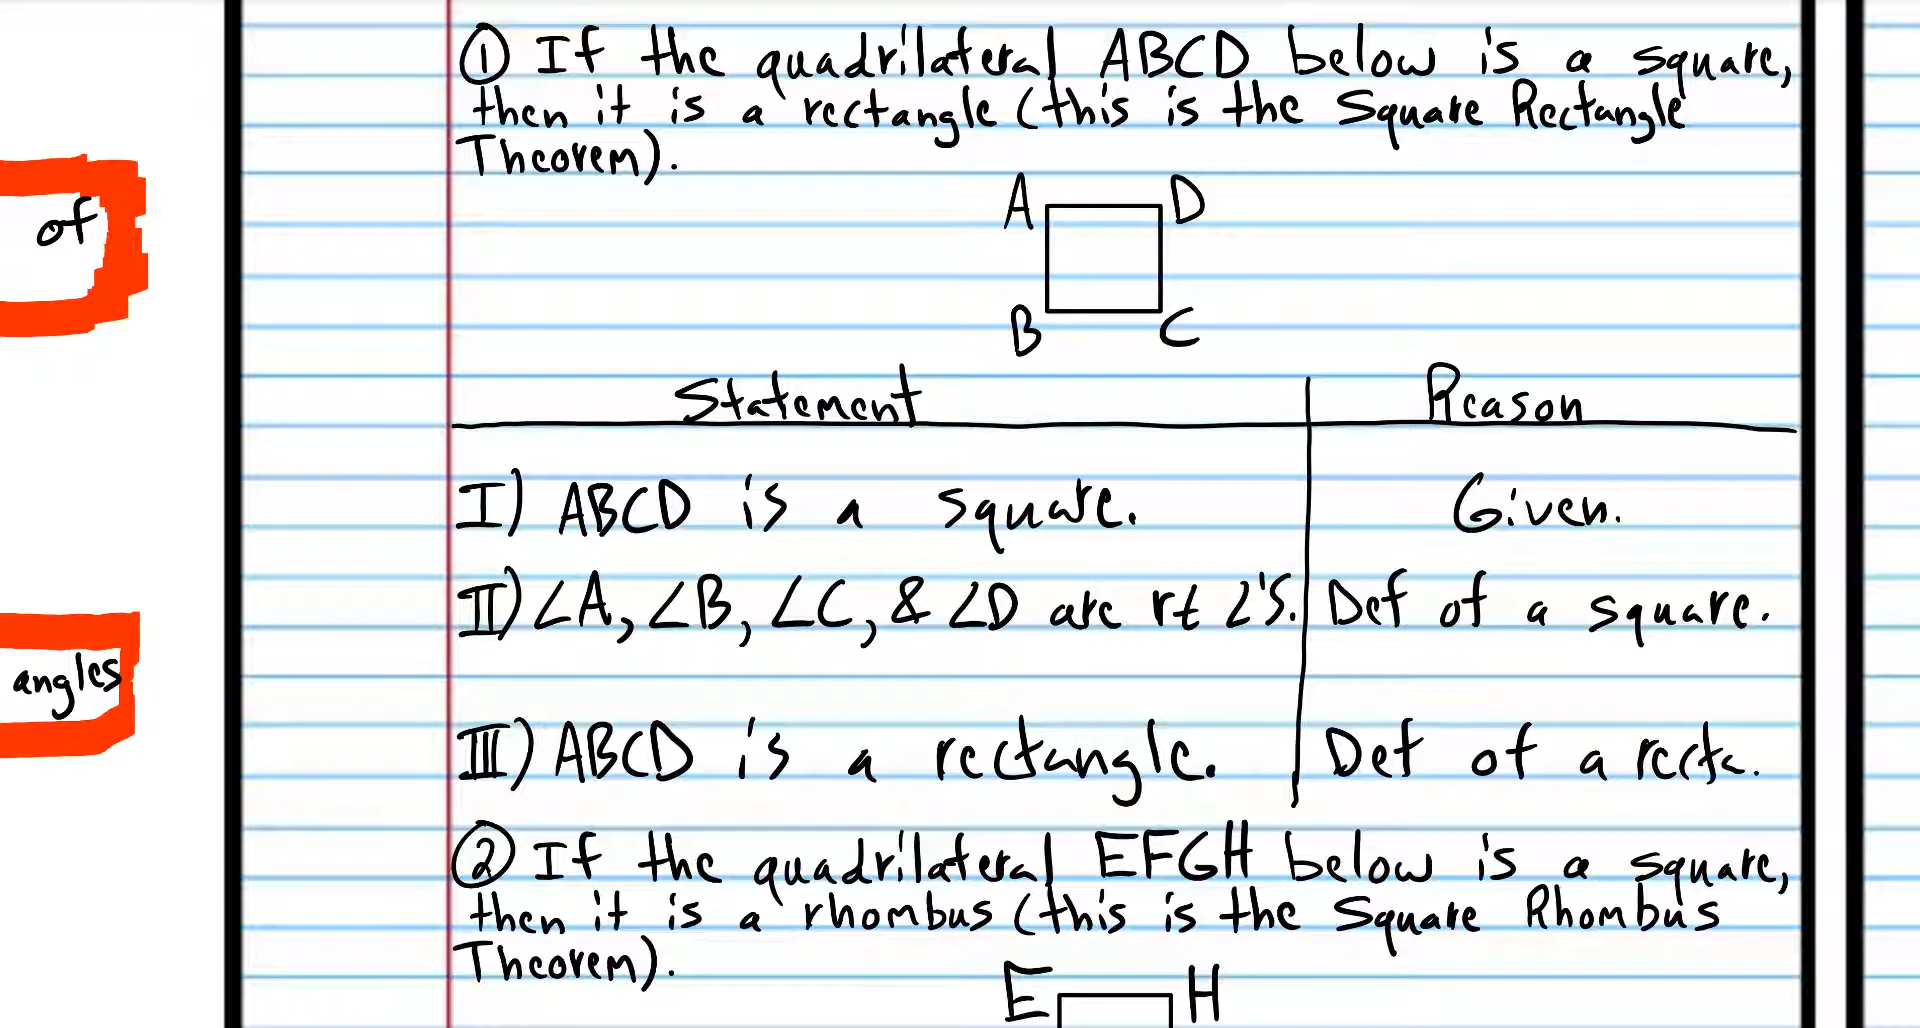 ① If the quadrilateral ABCD below is a square,
then it is a rectangle (this is the Square Rectangle
Theorem).
of
A D
B C
Statement Reason
I) ABCD is a square. Given.
II) ∠A, ∠B, ∠C, & ∠D are rt ∠'s. Def of a square.
angles
III) ABCD is a rectangle. Def of a recta.
② If the quadrilateral EFGH below is a square,
then it is a rhombus (this is the Square Rhombus
Theorem).
E H